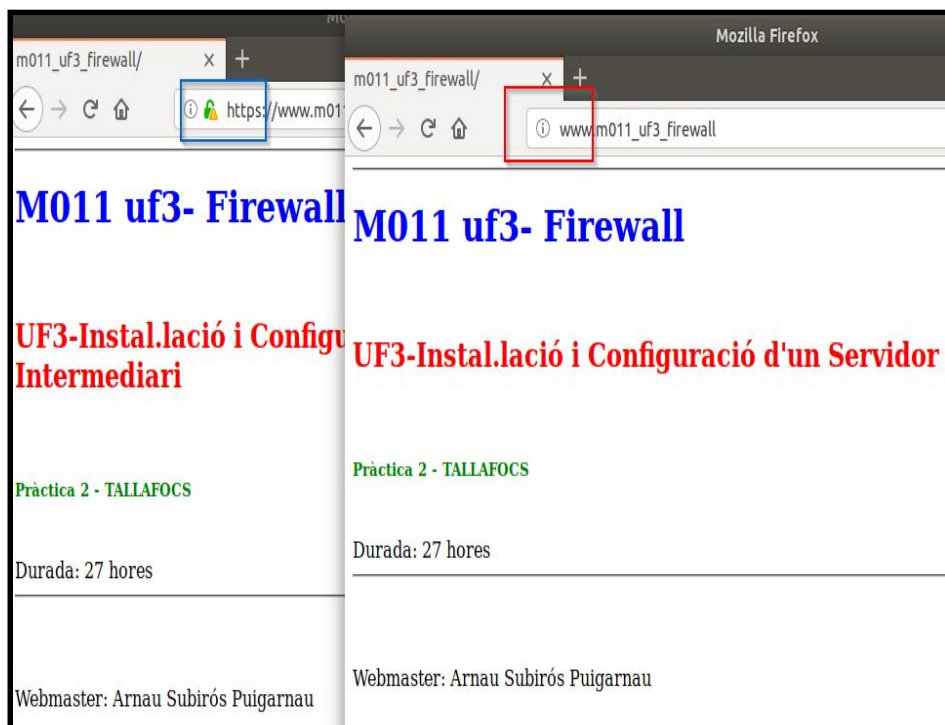 m011_uf3_firewall/
https://www.m01
M011 uf3- Firewall
UF3-Instal.lació i Configu
Intermediari
Pràctica 2 - TALLAFOCS
Durada: 27 hores
Webmaster: Arnau Subirós Puigarnau
Mozilla Firefox
m011_uf3_firewall/
www.m011_uf3_firewall
M011 uf3- Firewall
UF3-Instal.lació i Configuració d'un Servidor
Pràctica 2 - TALLAFOCS
Durada: 27 hores
Webmaster: Arnau Subirós Puigarnau